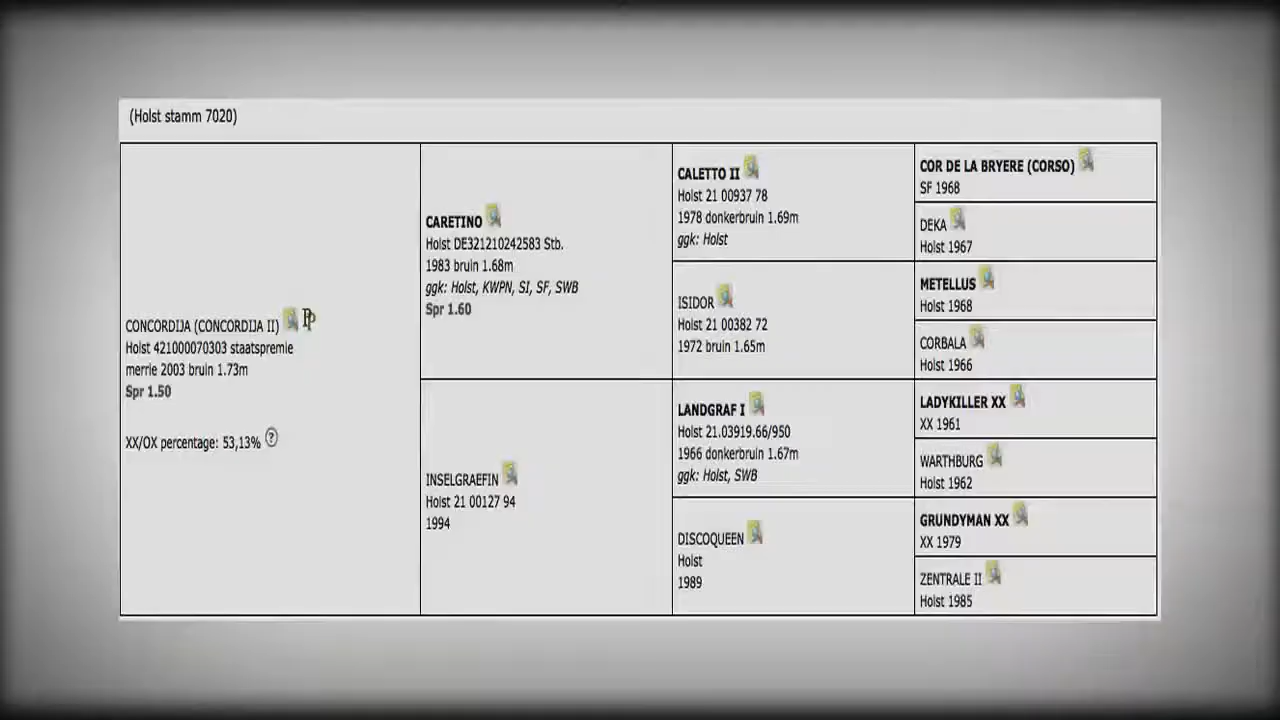 (Holst stamm 7020)
CONCORDIJA (CONCORDIJA II)
Holst 421000070303 staatspremie
merrie 2003 bruin 1.73m
Spr 1.50
XX/OX percentage: 53,13% ?
CARETINO
Holst DE321210242583 Stb.
1983 bruin 1.68m
ggk: Holst, KWPN, SI, SF, SWB
Spr 1.60
INSELGRAEFIN
Holst 21 00127 94
1994
CALETTO II
Holst 21 00937 78
1978 donkerbruin 1.69m
ggk: Holst
ISIDOR
Holst 21 00382 72
1972 bruin 1.65m
LANDGRAF I
Holst 21.03919.66/950
1966 donkerbruin 1.67m
ggk: Holst, SWB
DISCOQUEEN
Holst
1989
COR DE LA BRYERE (CORSO)
SF 1968
DEKA
Holst 1967
METELLUS
Holst 1968
CORBALA
Holst 1966
LADYKILLER XX
XX 1961
WARTHBURG
Holst 1962
GRUNDYMAN XX
XX 1979
ZENTRALE II
Holst 1985